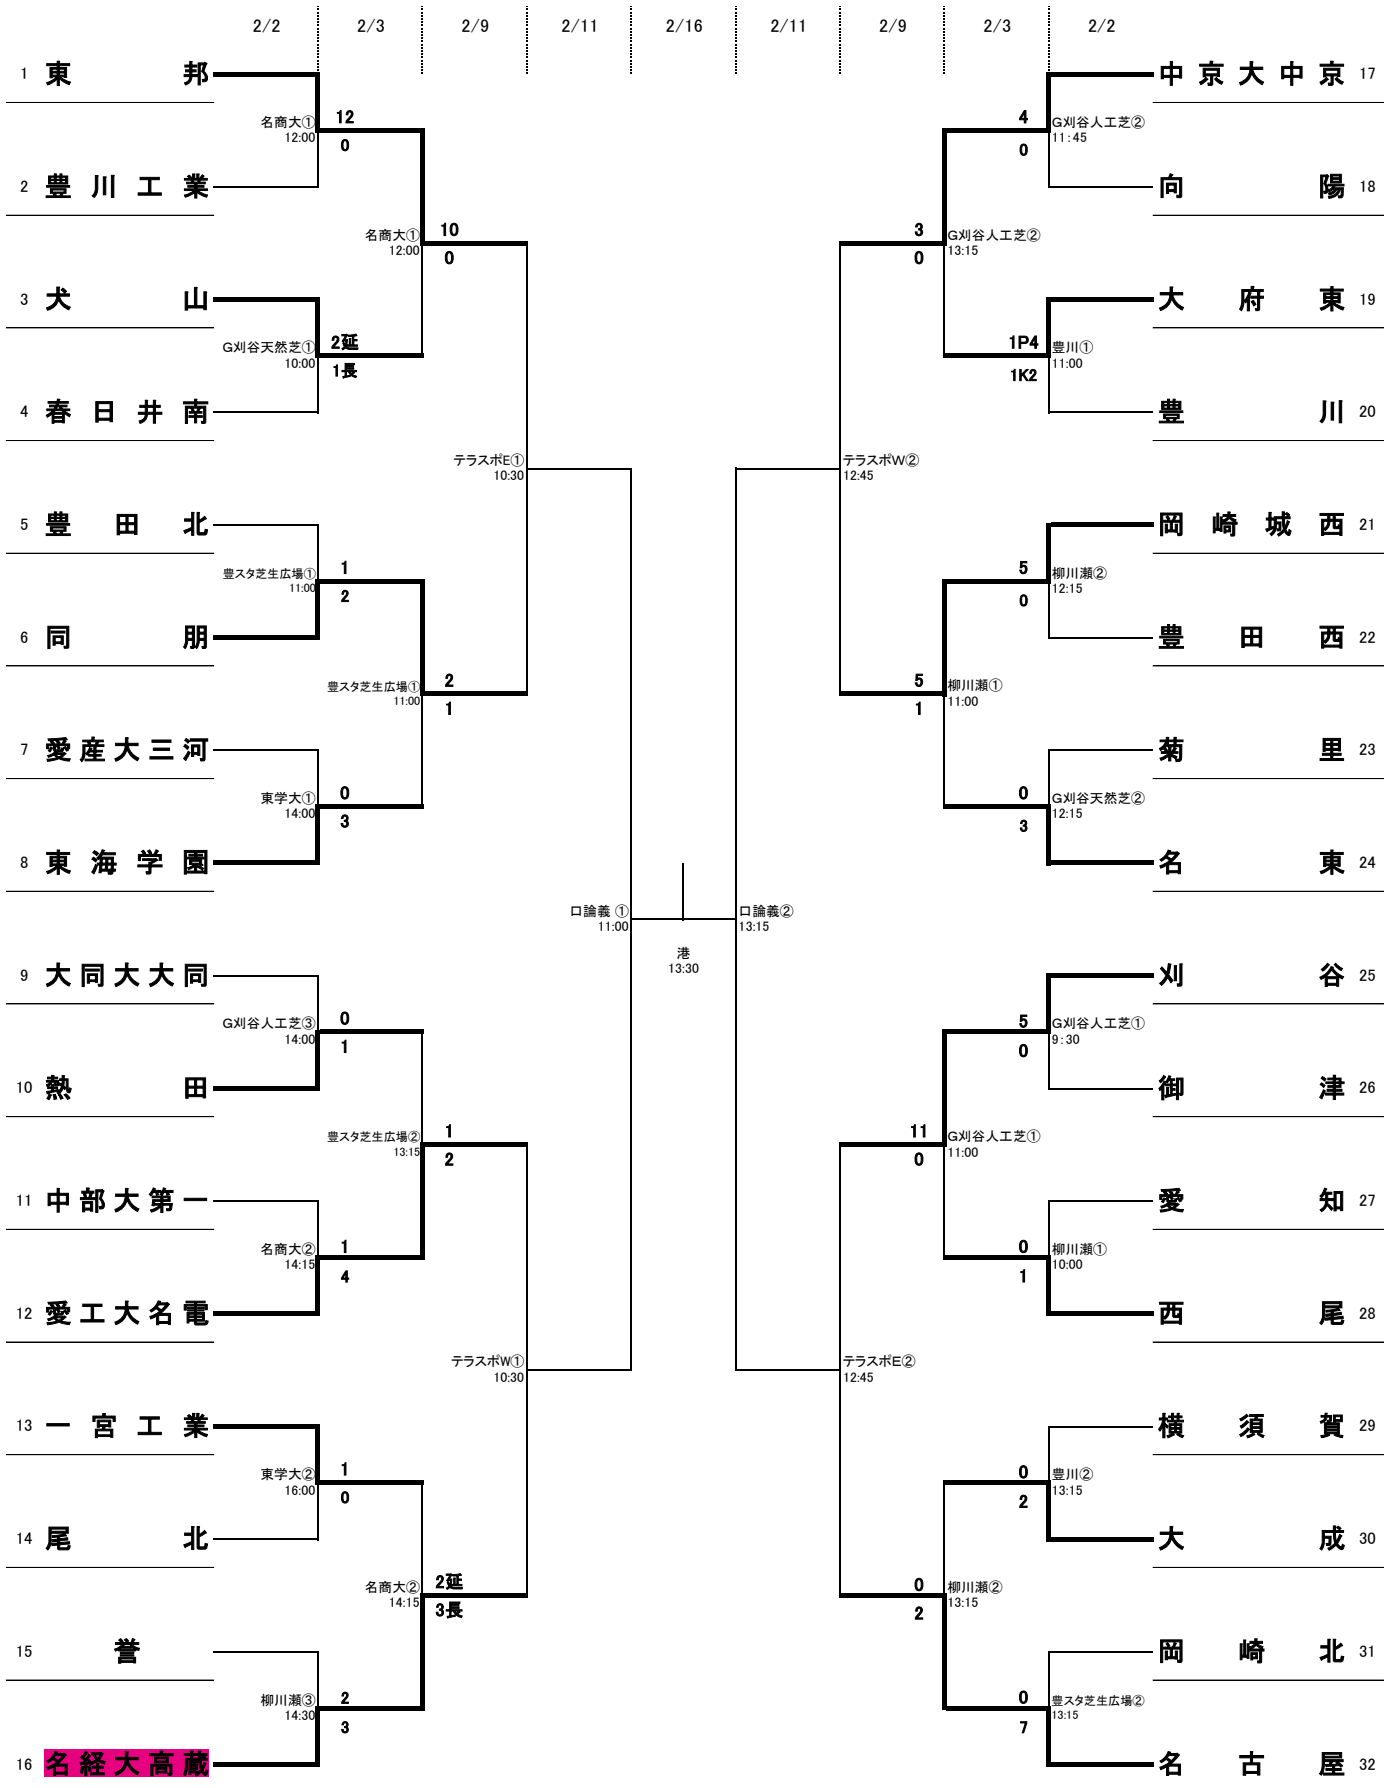 2/2 2/3 2/9 2/11 2/16 2/11 2/9 2/3 2/2
1 東邦
名商大① 12:00
12
0
2 豊川工業
名商大① 12:00
10
0
3 犬山
G刈谷天然芝① 10:00
2延
1長
4 春日井南
テラスポE① 10:30
5 豊田北
豊スタ芝生広場① 11:00
1
2
6 同朋
豊スタ芝生広場① 11:00
2
1
7 愛産大三河
東学大① 14:00
0
3
8 東海学園
口論義 ① 11:00
9 大同大大同
G刈谷人工芝③ 14:00
0
1
10 熱田
豊スタ芝生広場② 13:15
1
2
11 中部大第一
名商大② 14:15
1
4
12 愛工大名電
テラスポW① 10:30
13 一宮工業
東学大② 16:00
1
0
14 尾北
名商大② 14:15
2延
3長
15 誉
柳川瀬③ 14:30
2
3
16 名経大高蔵
港
13:30
中京大中京 17
4
0
G刈谷人工芝② 11:45
向陽 18
3
0
G刈谷人工芝② 13:15
大府東 19
1P4
1K2
豊川① 11:00
豊川 20
テラスポW② 12:45
岡崎城西 21
5
0
柳川瀬② 12:15
豊田西 22
5
1
柳川瀬① 11:00
菊里 23
0
3
G刈谷天然芝② 12:15
名東 24
口論義② 13:15
刈谷 25
5
0
G刈谷人工芝① 9:30
御津 26
11
0
G刈谷人工芝① 11:00
愛知 27
0
1
柳川瀬① 10:00
西尾 28
テラスポE② 12:45
横須賀 29
0
2
豊川② 13:15
大成 30
0
2
柳川瀬② 13:15
岡崎北 31
0
7
豊スタ芝生広場② 13:15
名古屋 32